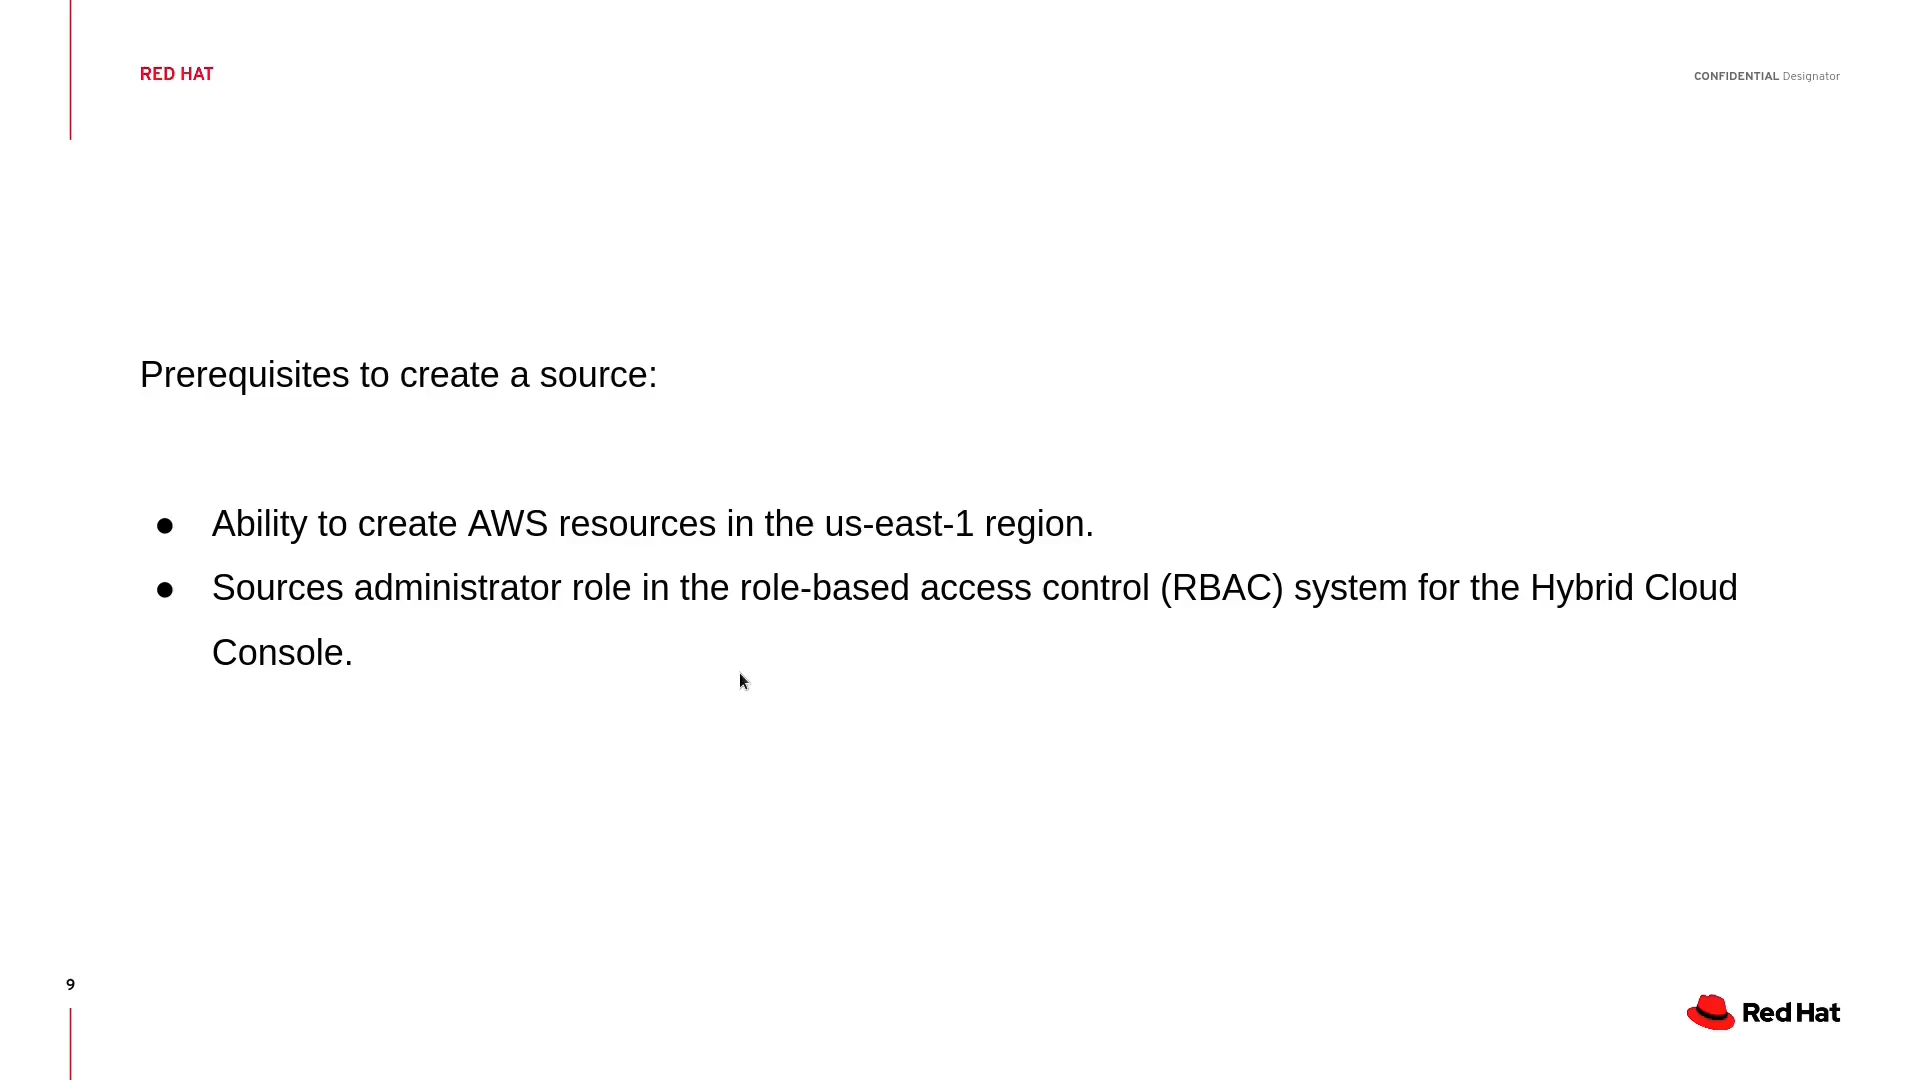 RED HAT
CONFIDENTIAL Designator
Prerequisites to create a source:
● Ability to create AWS resources in the us-east-1 region.
● Sources administrator role in the role-based access control (RBAC) system for the Hybrid Cloud
Console.
9
Red Hat